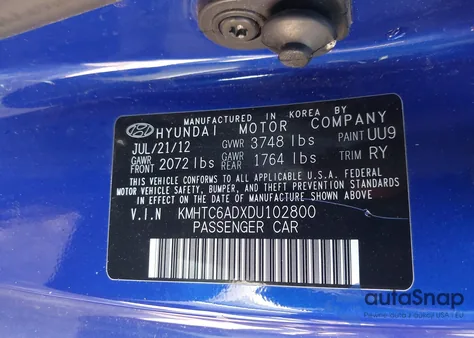 MANUFACTURED IN KOREA BY
HYUNDAI MOTOR COMPANY
JUL/21/12 GVWR 3748 lbs PAINT UU9
GAWR FRONT 2072 lbs GAWR REAR 1764 lbs TRIM RY
THIS VEHICLE CONFORMS TO ALL APPLICABLE U.S.A. FEDERAL
MOTOR VEHICLE SAFETY, BUMPER, AND THEFT PREVENTION STANDARDS
IN EFFECT ON THE DATE OF MANUFACTURE SHOWN ABOVE.
V.I.N KMHTC6ADXDU102800
PASSENGER CAR
autoSnap